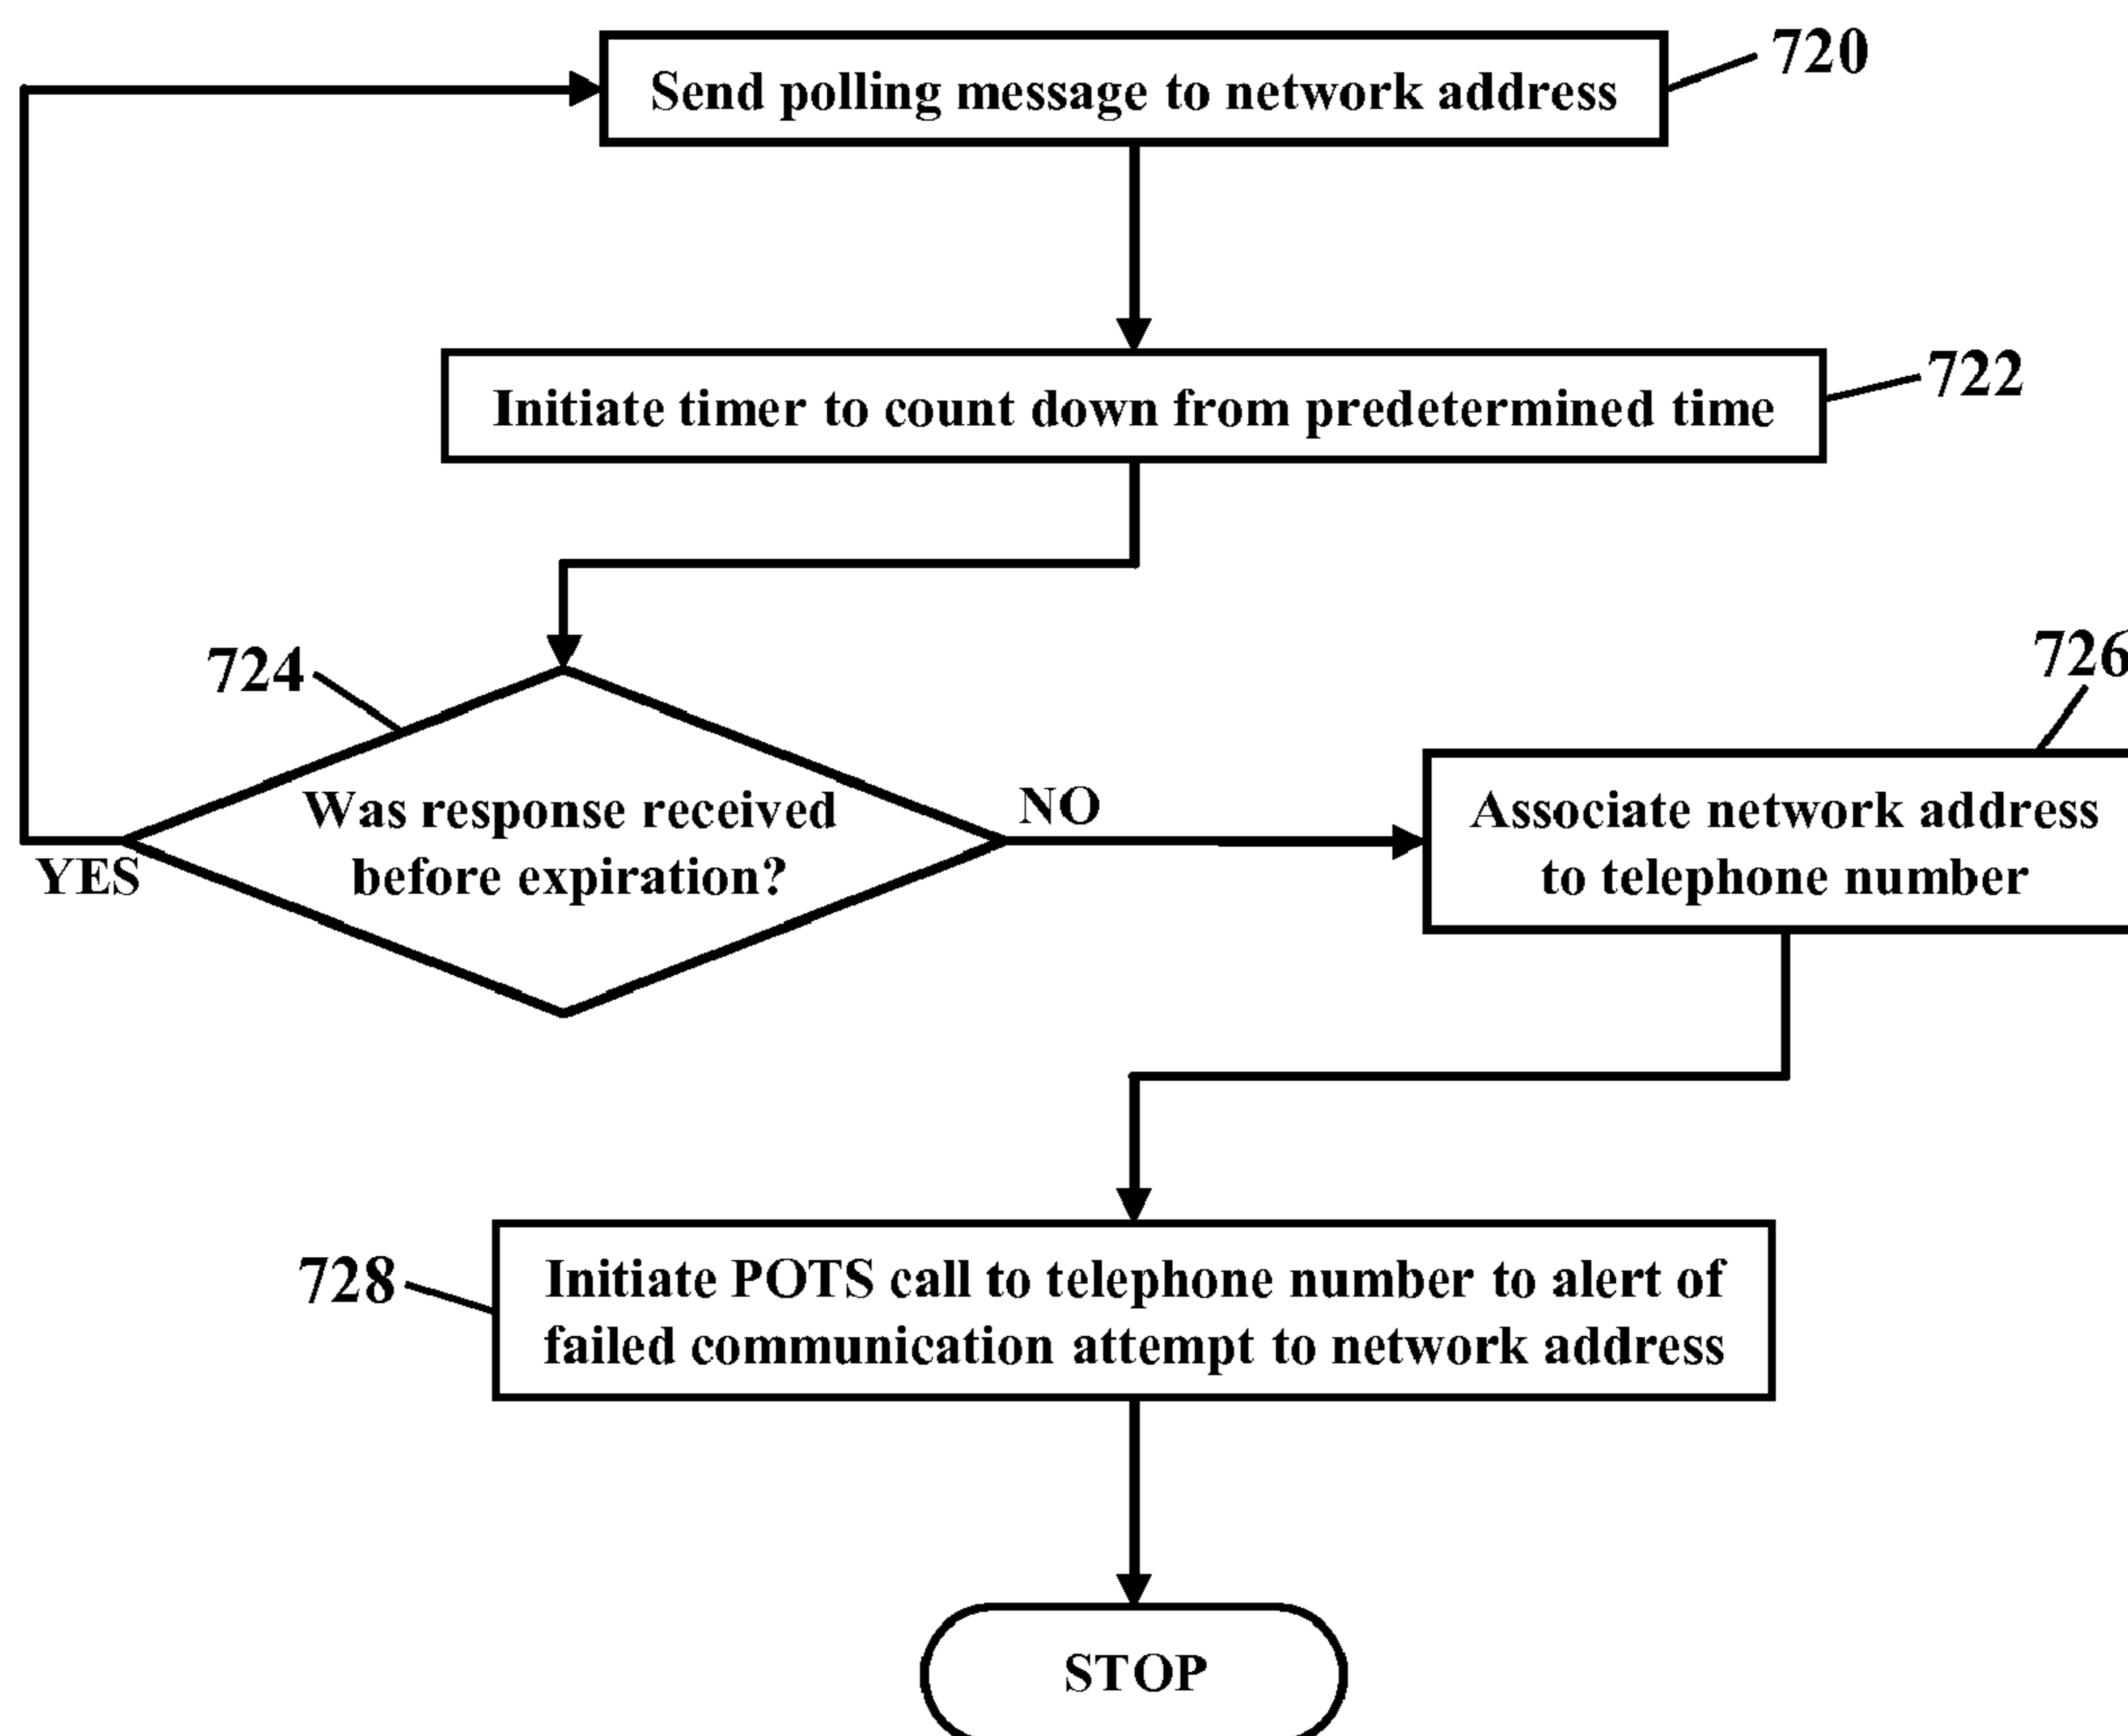 720
Send polling message to network address
722
Initiate timer to count down from predetermined time
724
726
Was response received
before expiration?
NO
YES
Associate network address
to telephone number
728
Initiate POTS call to telephone number to alert of
failed communication attempt to network address
STOP